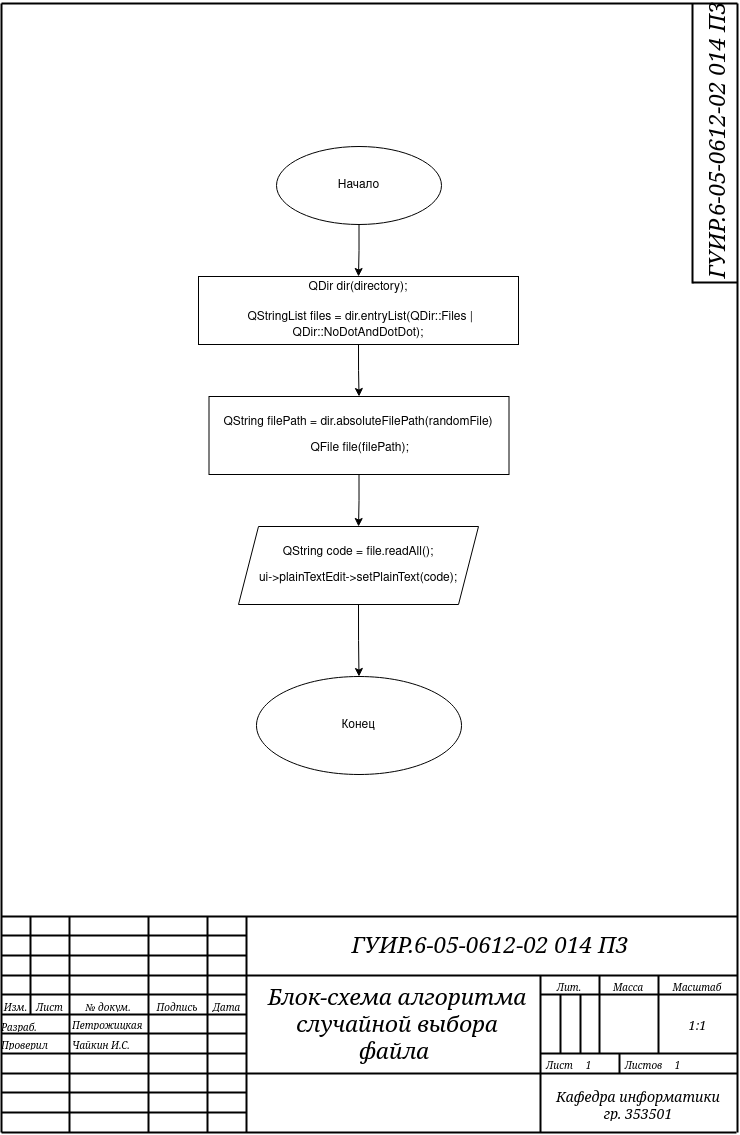 ГУИР.6-05-0612-02 014 ПЗ
Начало
QDir dir(directory);
QStringList files = dir.entryList(QDir::Files |
QDir::NoDotAndDotDot);
QString filePath = dir.absoluteFilePath(randomFile)
QFile file(filePath);
QString code = file.readAll();
ui->plainTextEdit->setPlainText(code);
Конец
ГУИР.6-05-0612-02 014 ПЗ
Блок-схема алгоритма
случайной выбора
файла
Лит. Масса Масштаб
1:1
Лист 1 Листов 1
Кафедра информатики
гр. 353501
Изм. Лист № докум. Подпись Дата
Разраб. Петрожицкая
Проверил Чайкин И.С.